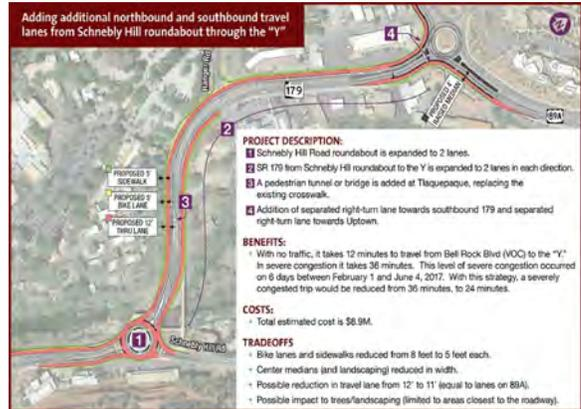 Adding additional northbound and southbound travel
lanes from Schnebly Hill roundabout through the “Y”
4
Ranger Rd
179
2
PROPOSED 4'
RAISED MEDIAN
89A
PROPOSED 5'
SIDEWALK
PROPOSED 5'
BIKE LANE
PROPOSED 12'
THRU LANE
3
1
Schnebly Hill Rd
PROJECT DESCRIPTION:
1 Schnebly Hill Road roundabout is expanded to 2 lanes.
2 SR 179 from Schnebly Hill roundabout to the Y is expanded to 2 lanes in each direction.
3 A pedestrian tunnel or bridge is added at Tlaquepaque, replacing the
existing crosswalk.
4 Addition of separated right-turn lane towards southbound 179 and separated
right-turn lane towards Uptown.
BENEFITS:
• With no traffic, it takes 12 minutes to travel from Bell Rock Blvd (VOC) to the “Y.”
In severe congestion it takes 36 minutes. This level of severe congestion occurred
on 6 days between February 1 and June 4, 2017. With this strategy, a severely
congested trip would be reduced from 36 minutes, to 24 minutes.
COSTS:
• Total estimated cost is $6.9M.
TRADEOFFS
• Bike lanes and sidewalks reduced from 8 feet to 5 feet each.
• Center medians (and landscaping) reduced in width.
• Possible reduction in travel lane from 12' to 11' (equal to lanes on 89A).
• Possible impact to trees/landscaping (limited to areas closest to the roadway).